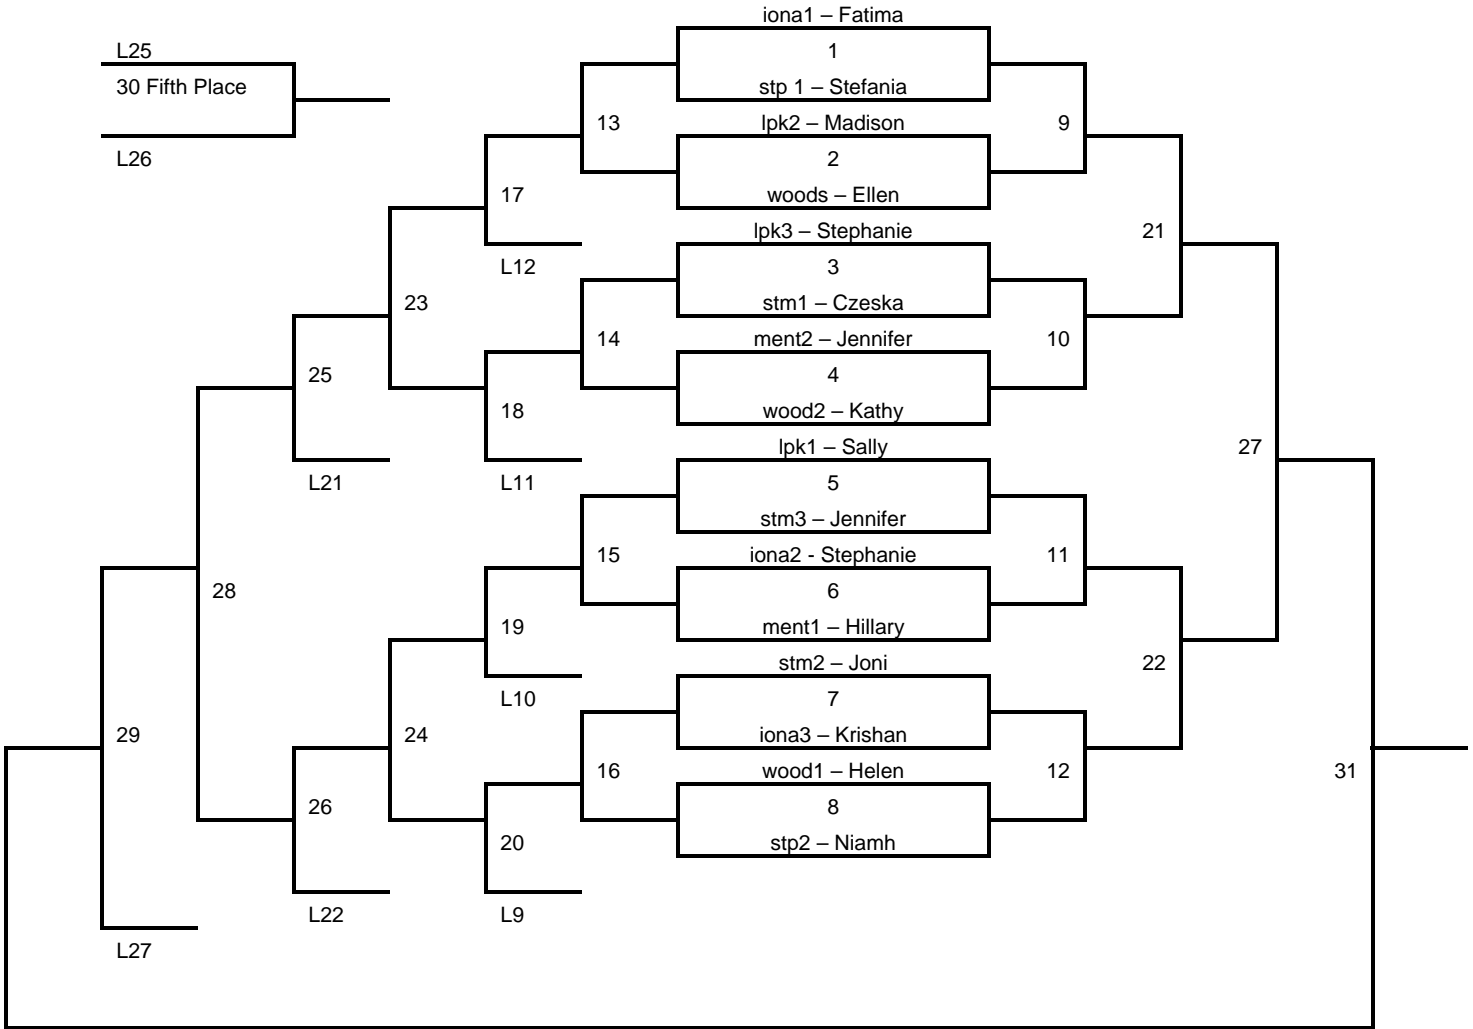 iona1 – Fatima
L25
1
30 Fifth Place
stp 1 – Stefania
13
lpk2 – Madison
9
L26
2
17
woods – Ellen
lpk3 – Stephanie
21
L12
3
23
stm1 – Czeska
14
ment2 – Jennifer
10
25
4
18
wood2 – Kathy
lpk1 – Sally
27
L21
L11
5
stm3 – Jennifer
15
iona2 - Stephanie
11
28
6
19
ment1 – Hillary
stm2 – Joni
22
L10
7
29
24
iona3 – Krishan
16
wood1 – Helen
12
31
26
8
20
stp2 – Niamh
L22
L9
L27